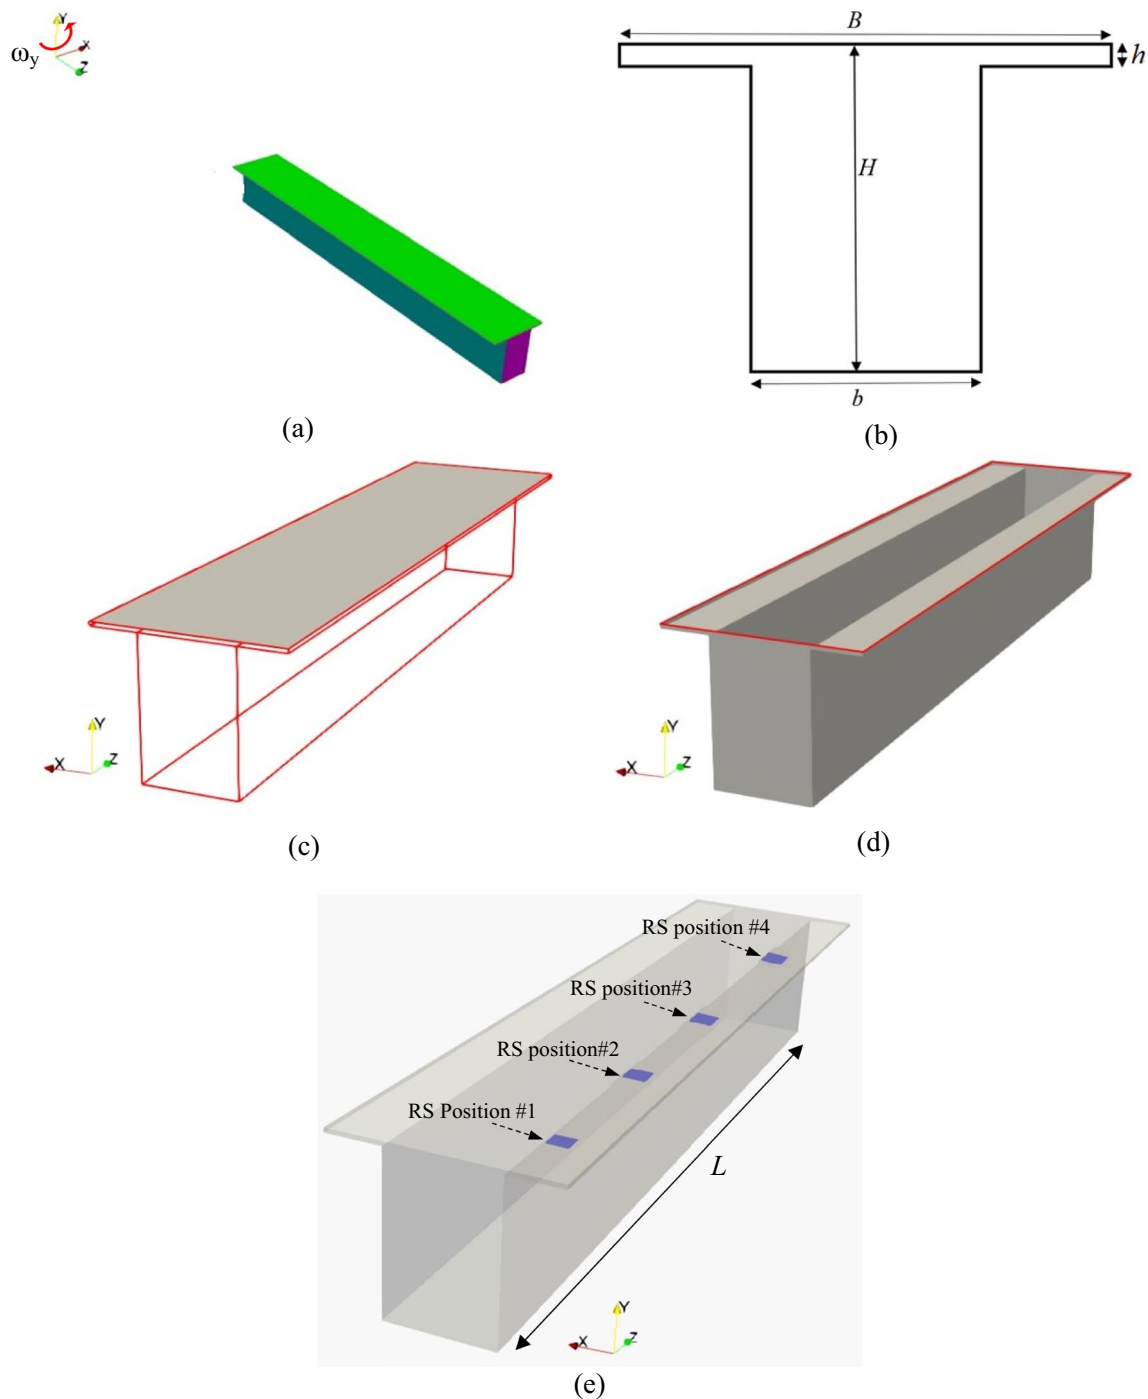 Y
X
Z
ωy
B
h
H
b
(a)
(b)
Y
X
Z
Y
X
Z
(c)
(d)
RS position #4
RS position#3
RS position#2
RS Position #1
L
Y
X
Z
(e)